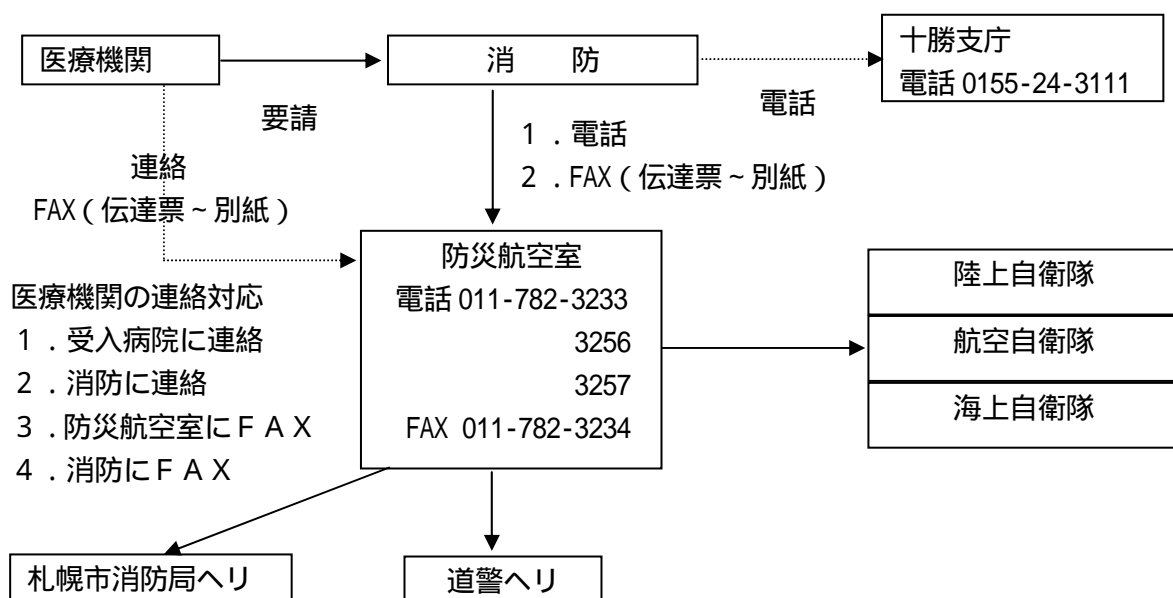 医療機関
消　　防
十勝支庁
電話 0155-24-3111
要請
電話
1．電話
2．FAX（伝達票～別紙）
連絡
FAX（伝達票～別紙）
防災航空室
電話 011-782-3233
3256
3257
FAX 011-782-3234
医療機関の連絡対応
1．受入病院に連絡
2．消防に連絡
3．防災航空室にＦＡＸ
4．消防にＦＡＸ
陸上自衛隊
航空自衛隊
海上自衛隊
札幌市消防局ヘリ
道警ヘリ